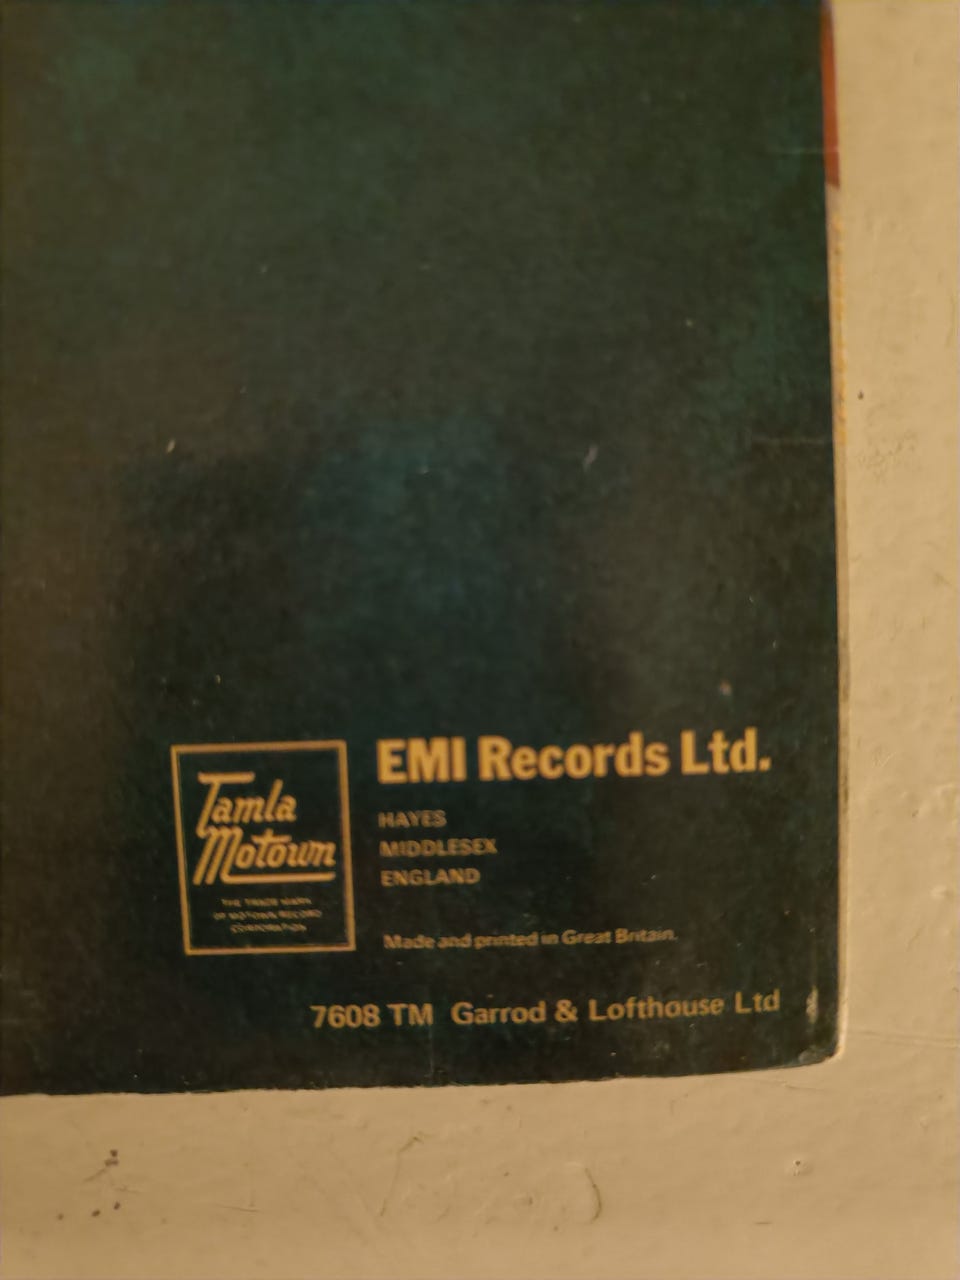 Tamla
Motown
THE TRADE MARK
OF MOTOWN RECORD
CORPORATION
EMI Records Ltd.
HAYES
MIDDLESEX
ENGLAND
Made and printed in Great Britain.
7608 TM Garrod & Lofthouse Ltd